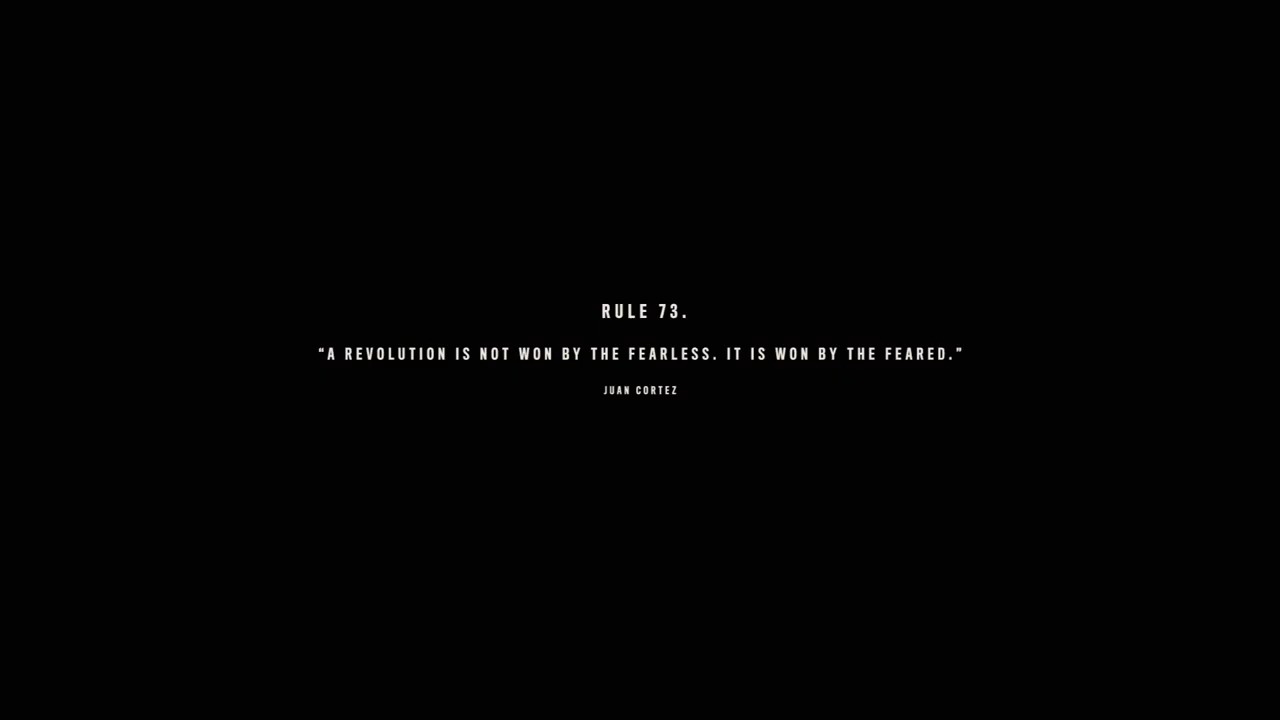 RULE 73.
“A REVOLUTION IS NOT WON BY THE FEARLESS. IT IS WON BY THE FEARED.”
JUAN CORTEZ